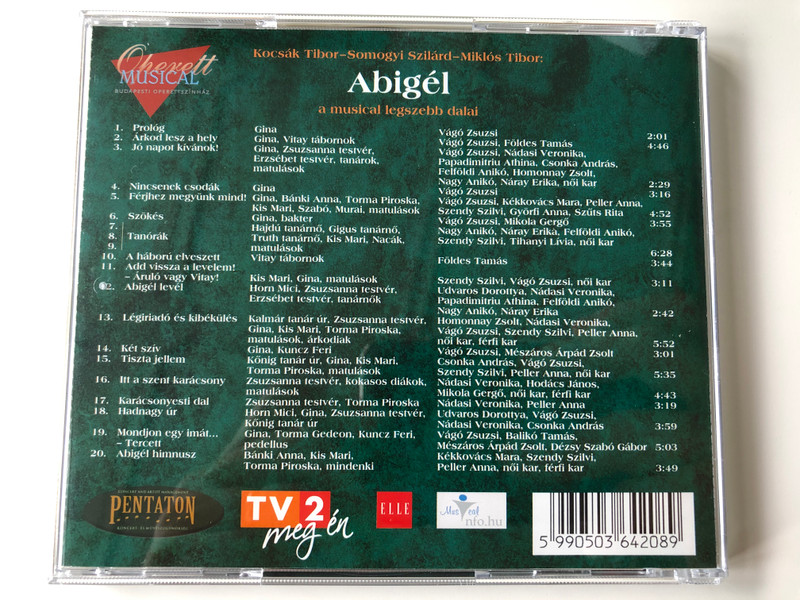 Operett
MUSICAL
BUDAPESTI OPERETTSZÍNHÁZ
Kocsák Tibor–Somogyi Szilárd–Miklós Tibor:
Abigél
a musical legszebb dalai
1. Prológ Gina Vágó Zsuzsi 2:01
2. Árkod lesz a hely Gina, Vitay tábornok Vágó Zsuzsi, Földes Tamás 4:46
3. Jó napot kívánok! Gina, Zsuzsanna testvér, Vágó Zsuzsi, Nádasi Veronika,
Erzsébet testvér, tanárok, Papadimitriu Athina, Csonka András,
matulások Felföldi Anikó, Homonnay Zsolt,
Nagy Anikó, Náray Erika, női kar 2:29
4. Nincsenek csodák Gina Vágó Zsuzsi 3:16
5. Férjhez megyünk mind! Gina, Bánki Anna, Torma Piroska, Vágó Zsuzsi, Kékkovács Mara, Peller Anna,
Kis Mari, Szabó, Murai, matulások Szendy Szilvi, Györfi Anna, Szűts Rita 4:52
6. Szökés Gina, bakter Vágó Zsuzsi, Mikola Gergő 3:55
7. Hajdú tanárnő, Gigus tanárnő, Nagy Anikó, Náray Erika, Felföldi Anikó,
8. Tanórák Truth tanárnő, Kis Mari, Nacák, Szendy Szilvi, Tihanyi Lívia, női kar
9. matulások 6:28
10. A háború elveszett Vitay tábornok Földes Tamás 3:44
11. Add vissza a levelem!
– Áruló vagy Vitay! Kis Mari, Gina, matulások Szendy Szilvi, Vágó Zsuzsi, női kar 3:11
12. Abigél levél Horn Mici, Zsuzsanna testvér, Udvaros Dorottya, Nádasi Veronika,
Erzsébet testvér, tanárnők Papadimitriu Athina, Felföldi Anikó,
Nagy Anikó, Náray Erika 2:42
13. Légiriadó és kibékülés Kalmár tanár úr, Zsuzsanna testvér, Homonnay Zsolt, Nádasi Veronika,
Gina, Kis Mari, Torma Piroska, Vágó Zsuzsi, Szendy Szilvi, Peller Anna,
matulások, árkodiak női kar, férfi kar 5:52
14. Két szív Gina, Kuncz Feri Vágó Zsuzsi, Mészáros Árpád Zsolt 3:01
15. Tiszta jellem Kőnig tanár úr, Gina, Kis Mari, Csonka András, Vágó Zsuzsi,
Torma Piroska, matulások Szendy Szilvi, Peller Anna, női kar 5:35
16. Itt a szent karácsony Zsuzsanna testvér, kokasos diákok, Nádasi Veronika, Hodács János,
matulások Mikola Gergő, női kar, férfi kar 4:43
17. Karácsonyesti dal Zsuzsanna testvér, Torma Piroska Nádasi Veronika, Peller Anna 3:19
18. Hadnagy úr Horn Mici, Gina, Zsuzsanna testvér, Udvaros Dorottya, Vágó Zsuzsi,
Kőnig tanár úr Nádasi Veronika, Csonka András 3:59
19. Mondjon egy imát... Gina, Torma Gedeon, Kuncz Feri, Vágó Zsuzsi, Balikó Tamás,
– Tercett pedellus Mészáros Árpád Zsolt, Dézsy Szabó Gábor 5:03
20. Abigél himnusz Bánki Anna, Kis Mari, Kékkovács Mara, Szendy Szilvi,
Torma Piroska, mindenki Peller Anna, női kar, férfi kar 3:49
PENTATON
TV2
meg én
ELLE
Musical
Info.hu
5 990503 642089